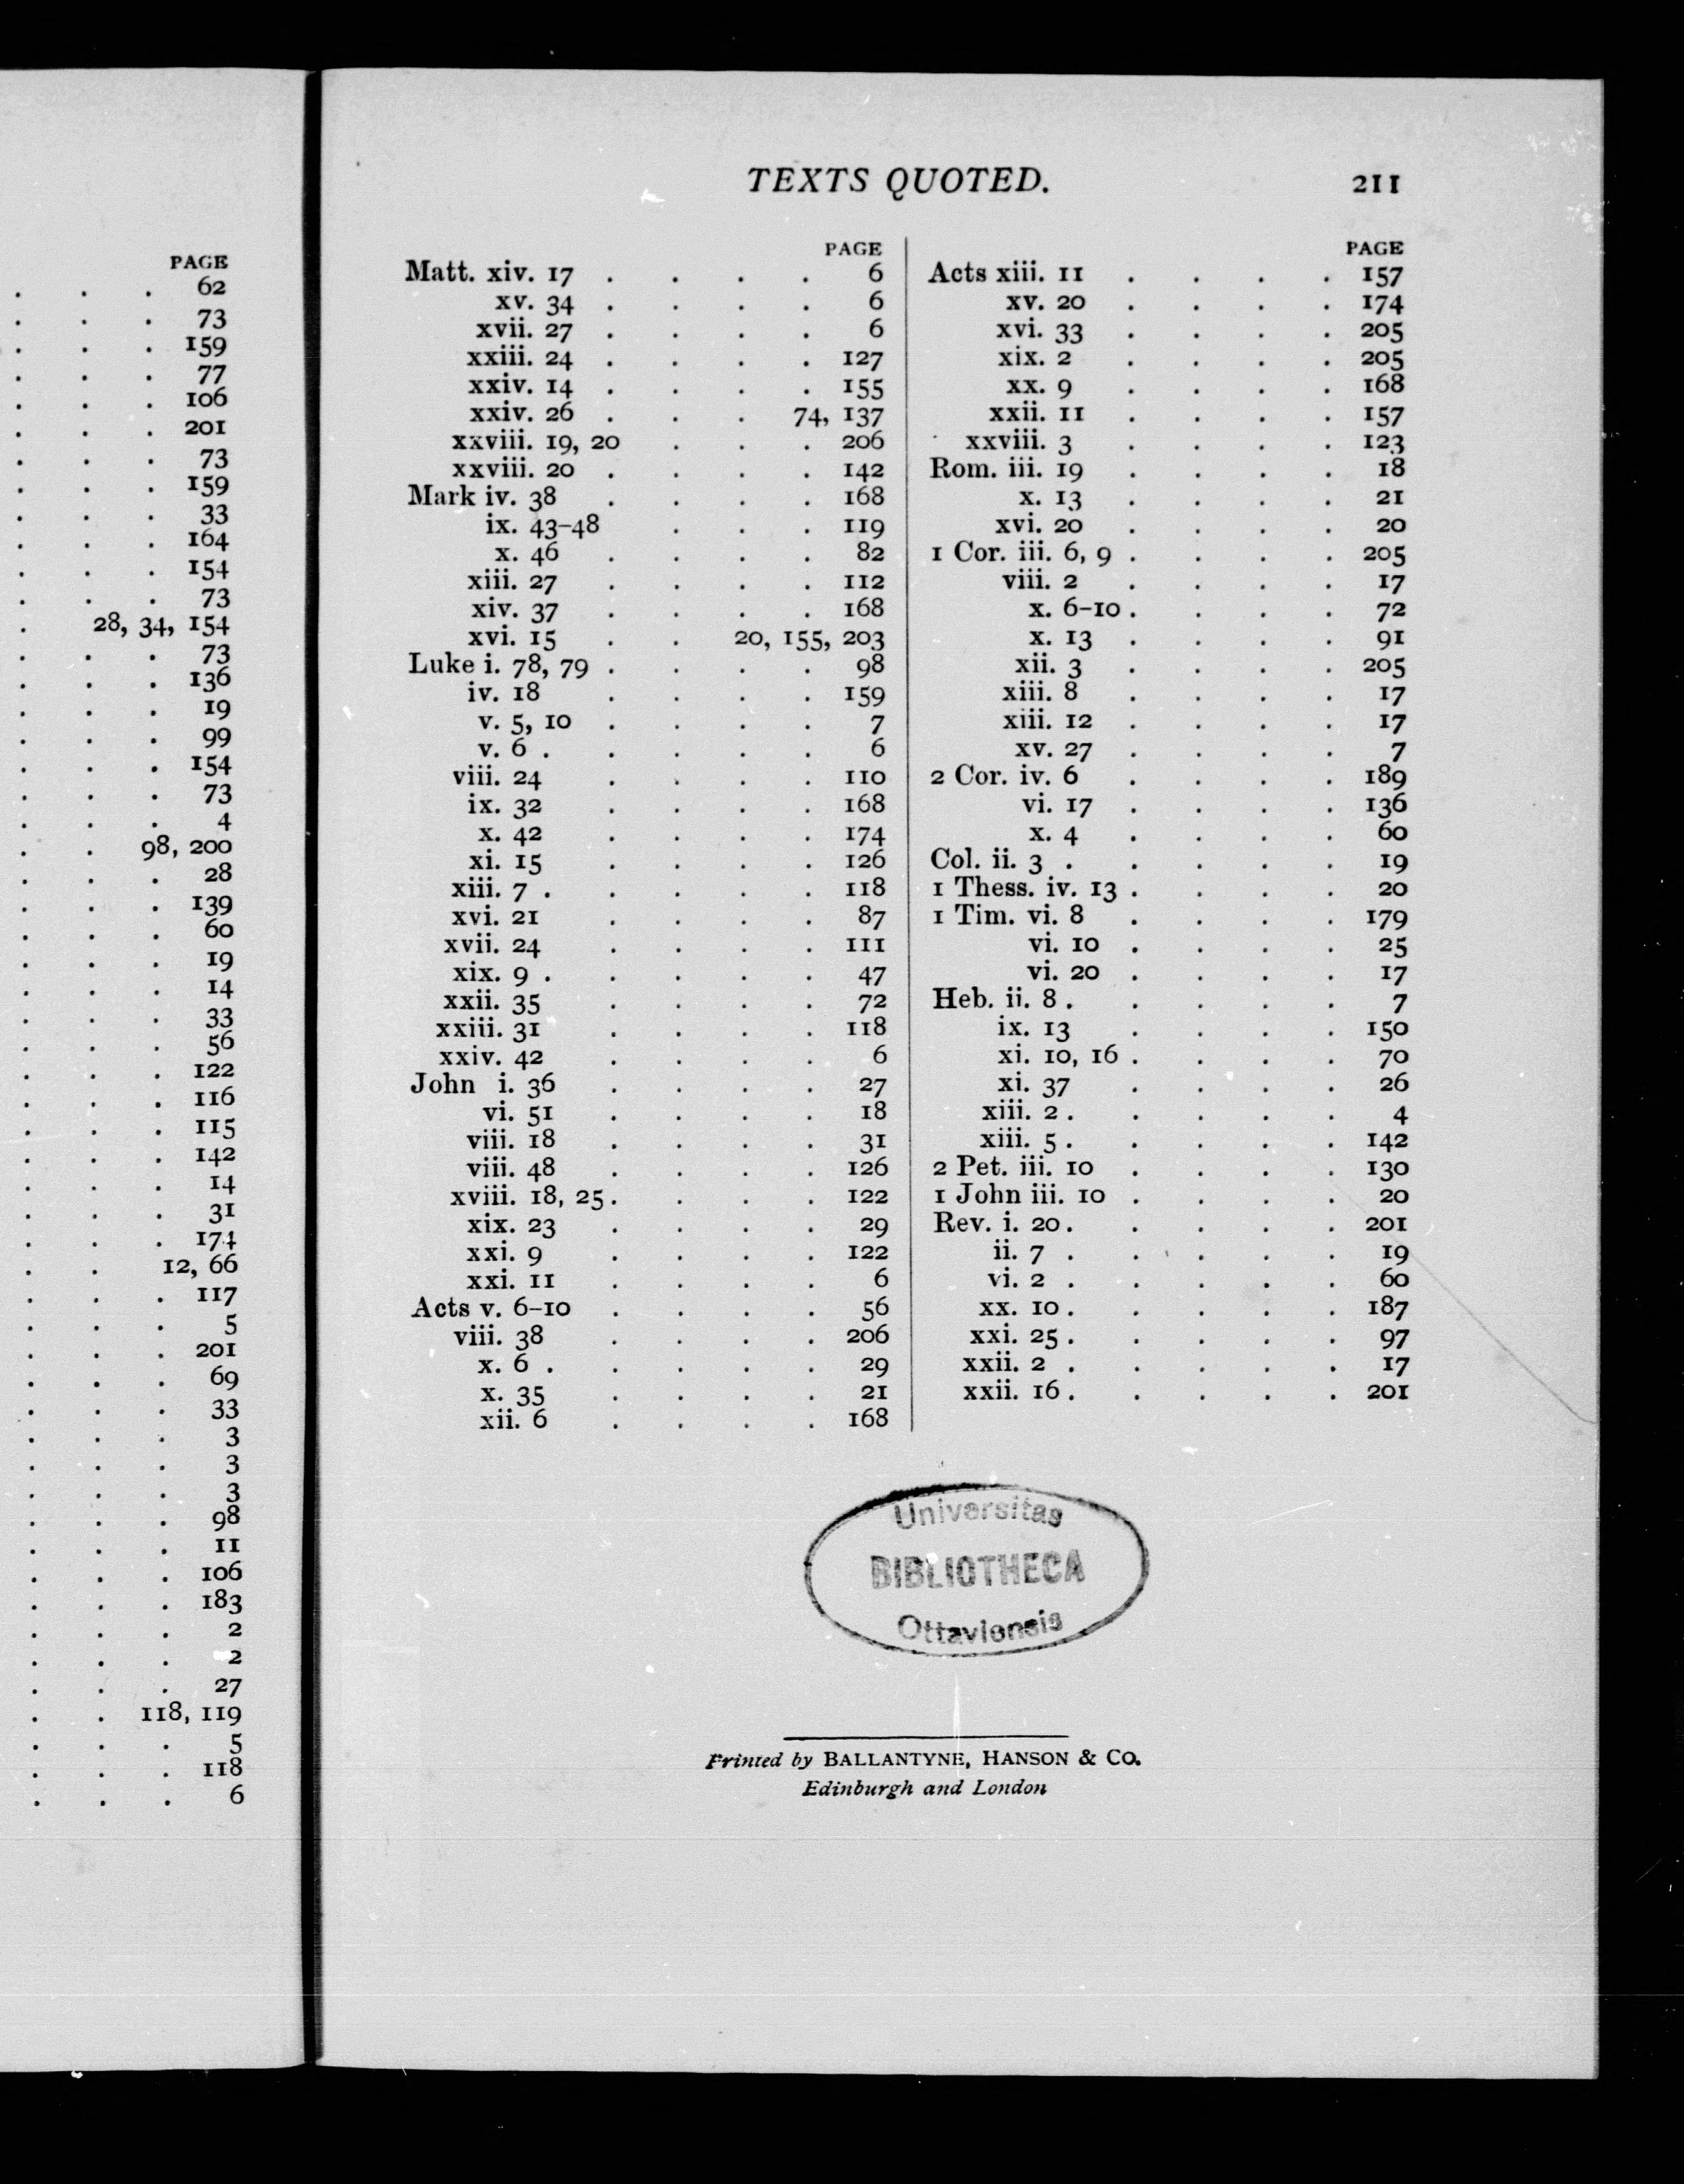 PAGE
. . . 62
. . . 73
. . . 159
. . . 77
. . . 106
. . . 201
. . . 73
. . . 159
. . . 33
. . . 164
. . . 154
. . . 73
. 28, 34, 154
. . . 73
. . . 136
. . . 19
. . . 99
. . . 154
. . . 73
. . . 4
. . 98, 200
. . . 28
. . . 139
. . . 60
. . . 19
. . . 14
. . . 33
. . . 56
. . . 122
. . . 116
. . . 115
. . . 142
. . . 14
. . . 31
. . . 174
. . 12, 66
. . . 117
. . . 5
. . . 201
. . . 69
. . . 33
. . . 3
. . . 3
. . . 3
. . . 98
. . . 11
. . . 106
. . . 183
. . . 2
. . . 2
. . . 27
. . 118, 119
. . . 5
. . . 118
. . . 6
TEXTS QUOTED. 211
PAGE
Matt. xiv. 17 . . . . 6
xv. 34 . . . . 6
xvii. 27 . . . . 6
xxiii. 24 . . . . 127
xxiv. 14 . . . . 155
xxiv. 26 . . . 74, 137
xxviii. 19, 20 . . . 206
xxviii. 20 . . . . 142
Mark iv. 38 . . . . 168
ix. 43-48 . . . 119
x. 46 . . . . 82
xiii. 27 . . . . 112
xiv. 37 . . . . 168
xvi. 15 . . 20, 155, 203
Luke i. 78, 79 . . . . 98
iv. 18 . . . . 159
v. 5, 10 . . . . 7
v. 6 . . . . . 6
viii. 24 . . . . 110
ix. 32 . . . . 168
x. 42 . . . . 174
xi. 15 . . . . 126
xiii. 7 . . . . . 118
xvi. 21 . . . . 87
xvii. 24 . . . . 111
xix. 9 . . . . . 47
xxii. 35 . . . . 72
xxiii. 31 . . . . 118
xxiv. 42 . . . . 6
John i. 36 . . . . 27
vi. 51 . . . . 18
viii. 18 . . . . 31
viii. 48 . . . . 126
xviii. 18, 25 . . . . 122
xix. 23 . . . . 29
xxi. 9 . . . . 122
xxi. 11 . . . . 6
Acts v. 6-10 . . . . 56
viii. 38 . . . . 206
x. 6 . . . . . 29
x. 35 . . . . 21
xii. 6 . . . . 168
PAGE
Acts xiii. 11 . . . . 157
xv. 20 . . . . 174
xvi. 33 . . . . 205
xix. 2 . . . . 205
xx. 9 . . . . 168
xxii. 11 . . . . 157
xxviii. 3 . . . . 123
Rom. iii. 19 . . . . 18
x. 13 . . . . 21
xvi. 20 . . . . 20
1 Cor. iii. 6, 9 . . . . 205
viii. 2 . . . . 17
x. 6-10 . . . . 72
x. 13 . . . . 91
xii. 3 . . . . 205
xiii. 8 . . . . 17
xiii. 12 . . . . 17
xv. 27 . . . . 7
2 Cor. iv. 6 . . . . 189
vi. 17 . . . . 136
x. 4 . . . . 60
Col. ii. 3 . . . . . 19
1 Thess. iv. 13 . . . . 20
1 Tim. vi. 8 . . . . 179
vi. 10 . . . . 25
vi. 20 . . . . 17
Heb. ii. 8 . . . . . 7
ix. 13 . . . . 150
xi. 10, 16 . . . . 70
xi. 37 . . . . 26
xiii. 2 . . . . . 4
xiii. 5 . . . . . 142
2 Pet. iii. 10 . . . . 130
1 John iii. 10 . . . . 20
Rev. i. 20 . . . . . 201
ii. 7 . . . . . 19
vi. 2 . . . . . 60
xx. 10 . . . . . 187
xxi. 25 . . . . . 97
xxii. 2 . . . . . 17
xxii. 16 . . . . . 201
Universitas
BIBLIOTHECA
Ottaviensis
Printed by BALLANTYNE, HANSON & CO.
Edinburgh and London